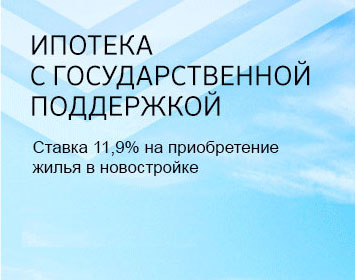 ИПОТЕКА
С ГОСУДАРСТВЕННОЙ
ПОДДЕРЖКОЙ
Ставка 11,9% на приобретение
жилья в новостройке